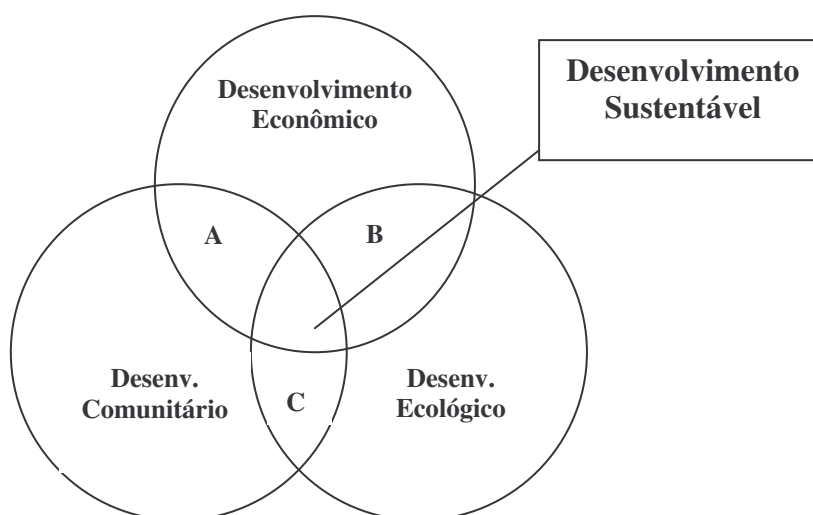 Desenvolvimento
Econômico
Desenvolvimento
Sustentável
A
B
Desenv.
Comunitário
C
Desenv.
Ecológico